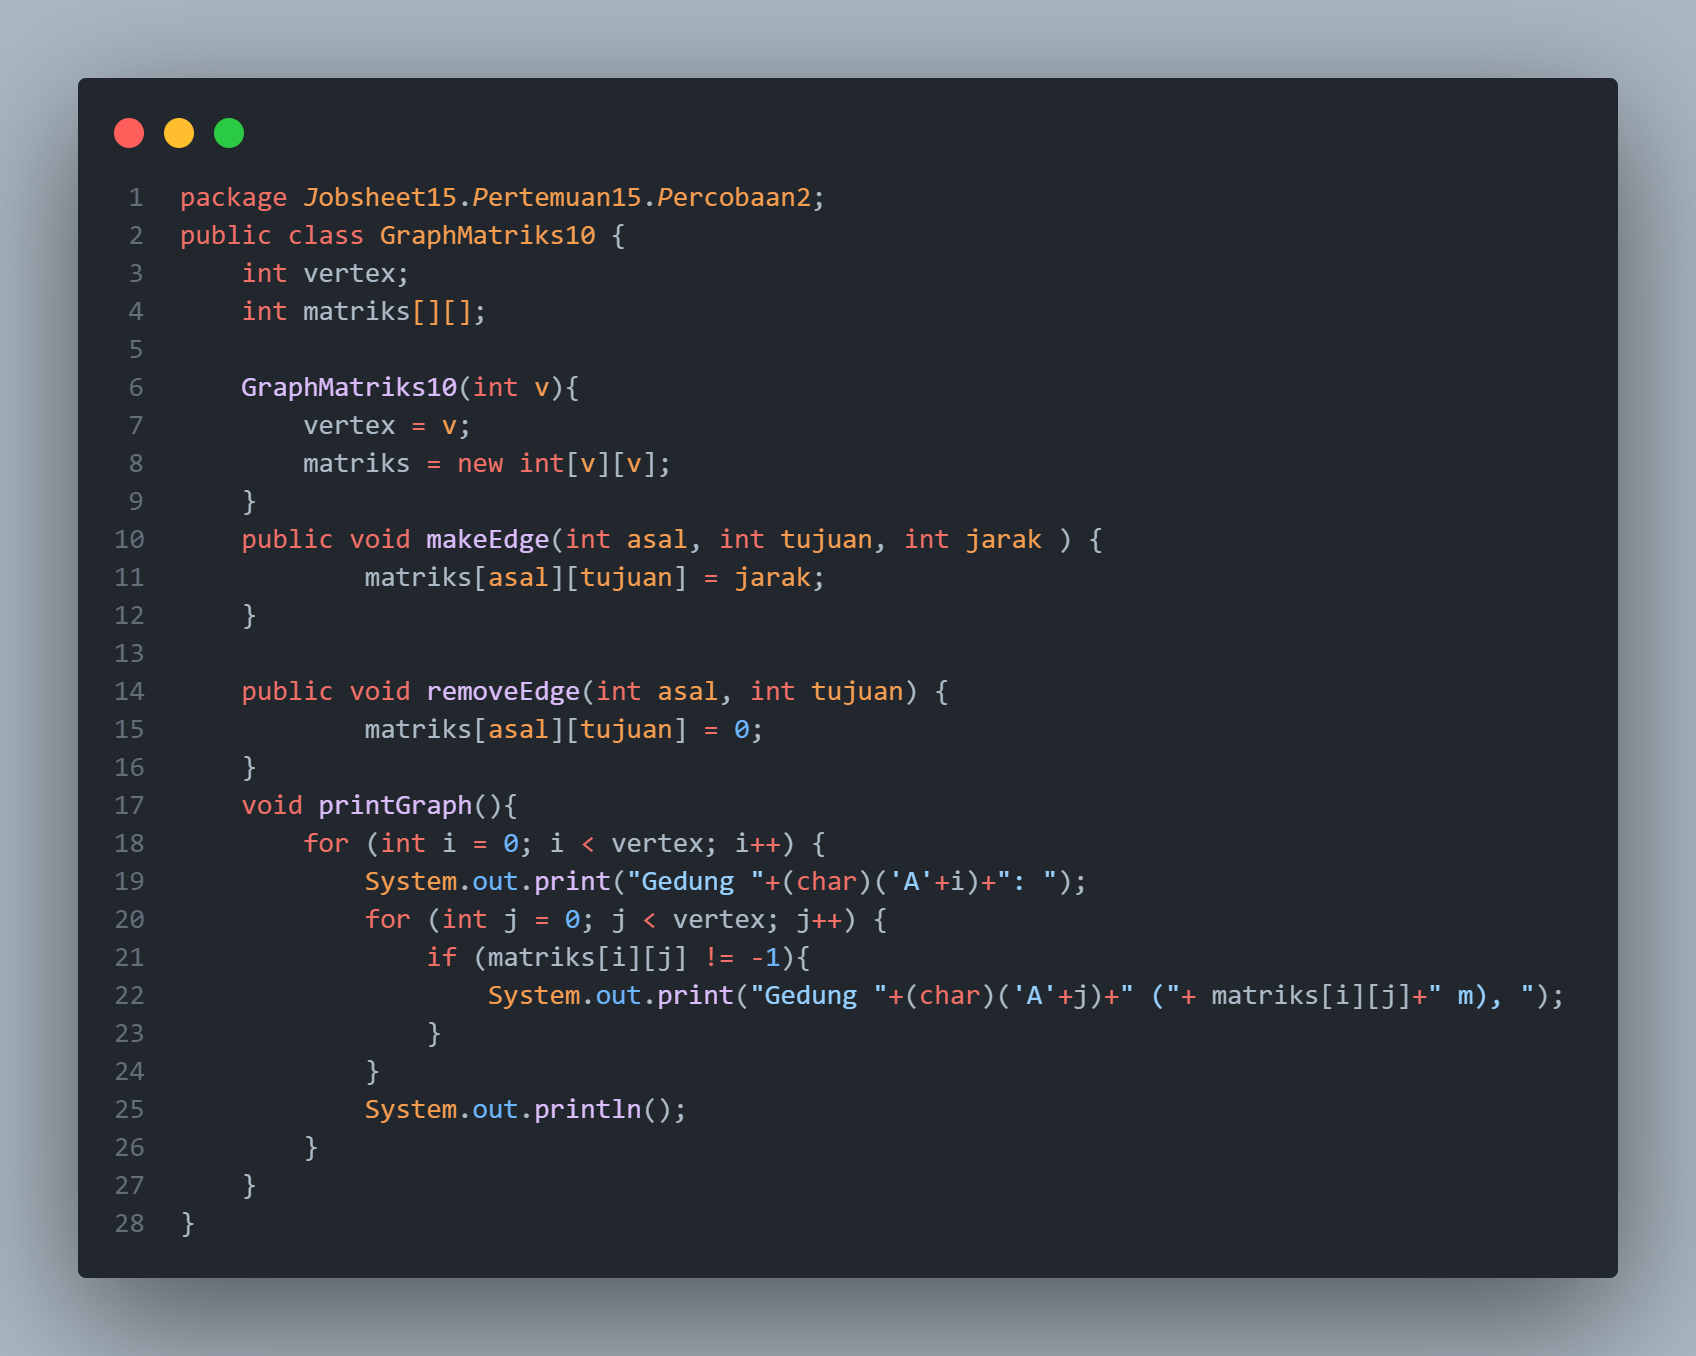 1 package Jobsheet15.Pertemuan15.Percobaan2;
2 public class GraphMatriks10 {
3     int vertex;
4     int matriks[][];
5
6     GraphMatriks10(int v){
7         vertex = v;
8         matriks = new int[v][v];
9     }
10     public void makeEdge(int asal, int tujuan, int jarak ) {
11             matriks[asal][tujuan] = jarak;
12     }
13
14     public void removeEdge(int asal, int tujuan) {
15             matriks[asal][tujuan] = 0;
16     }
17     void printGraph(){
18         for (int i = 0; i < vertex; i++) {
19             System.out.print("Gedung "+(char)('A'+i)+": ");
20             for (int j = 0; j < vertex; j++) {
21                 if (matriks[i][j] != -1){
22                     System.out.print("Gedung "+(char)('A'+j)+" ("+ matriks[i][j]+" m), ");
23                 }
24             }
25             System.out.println();
26         }
27     }
28 }